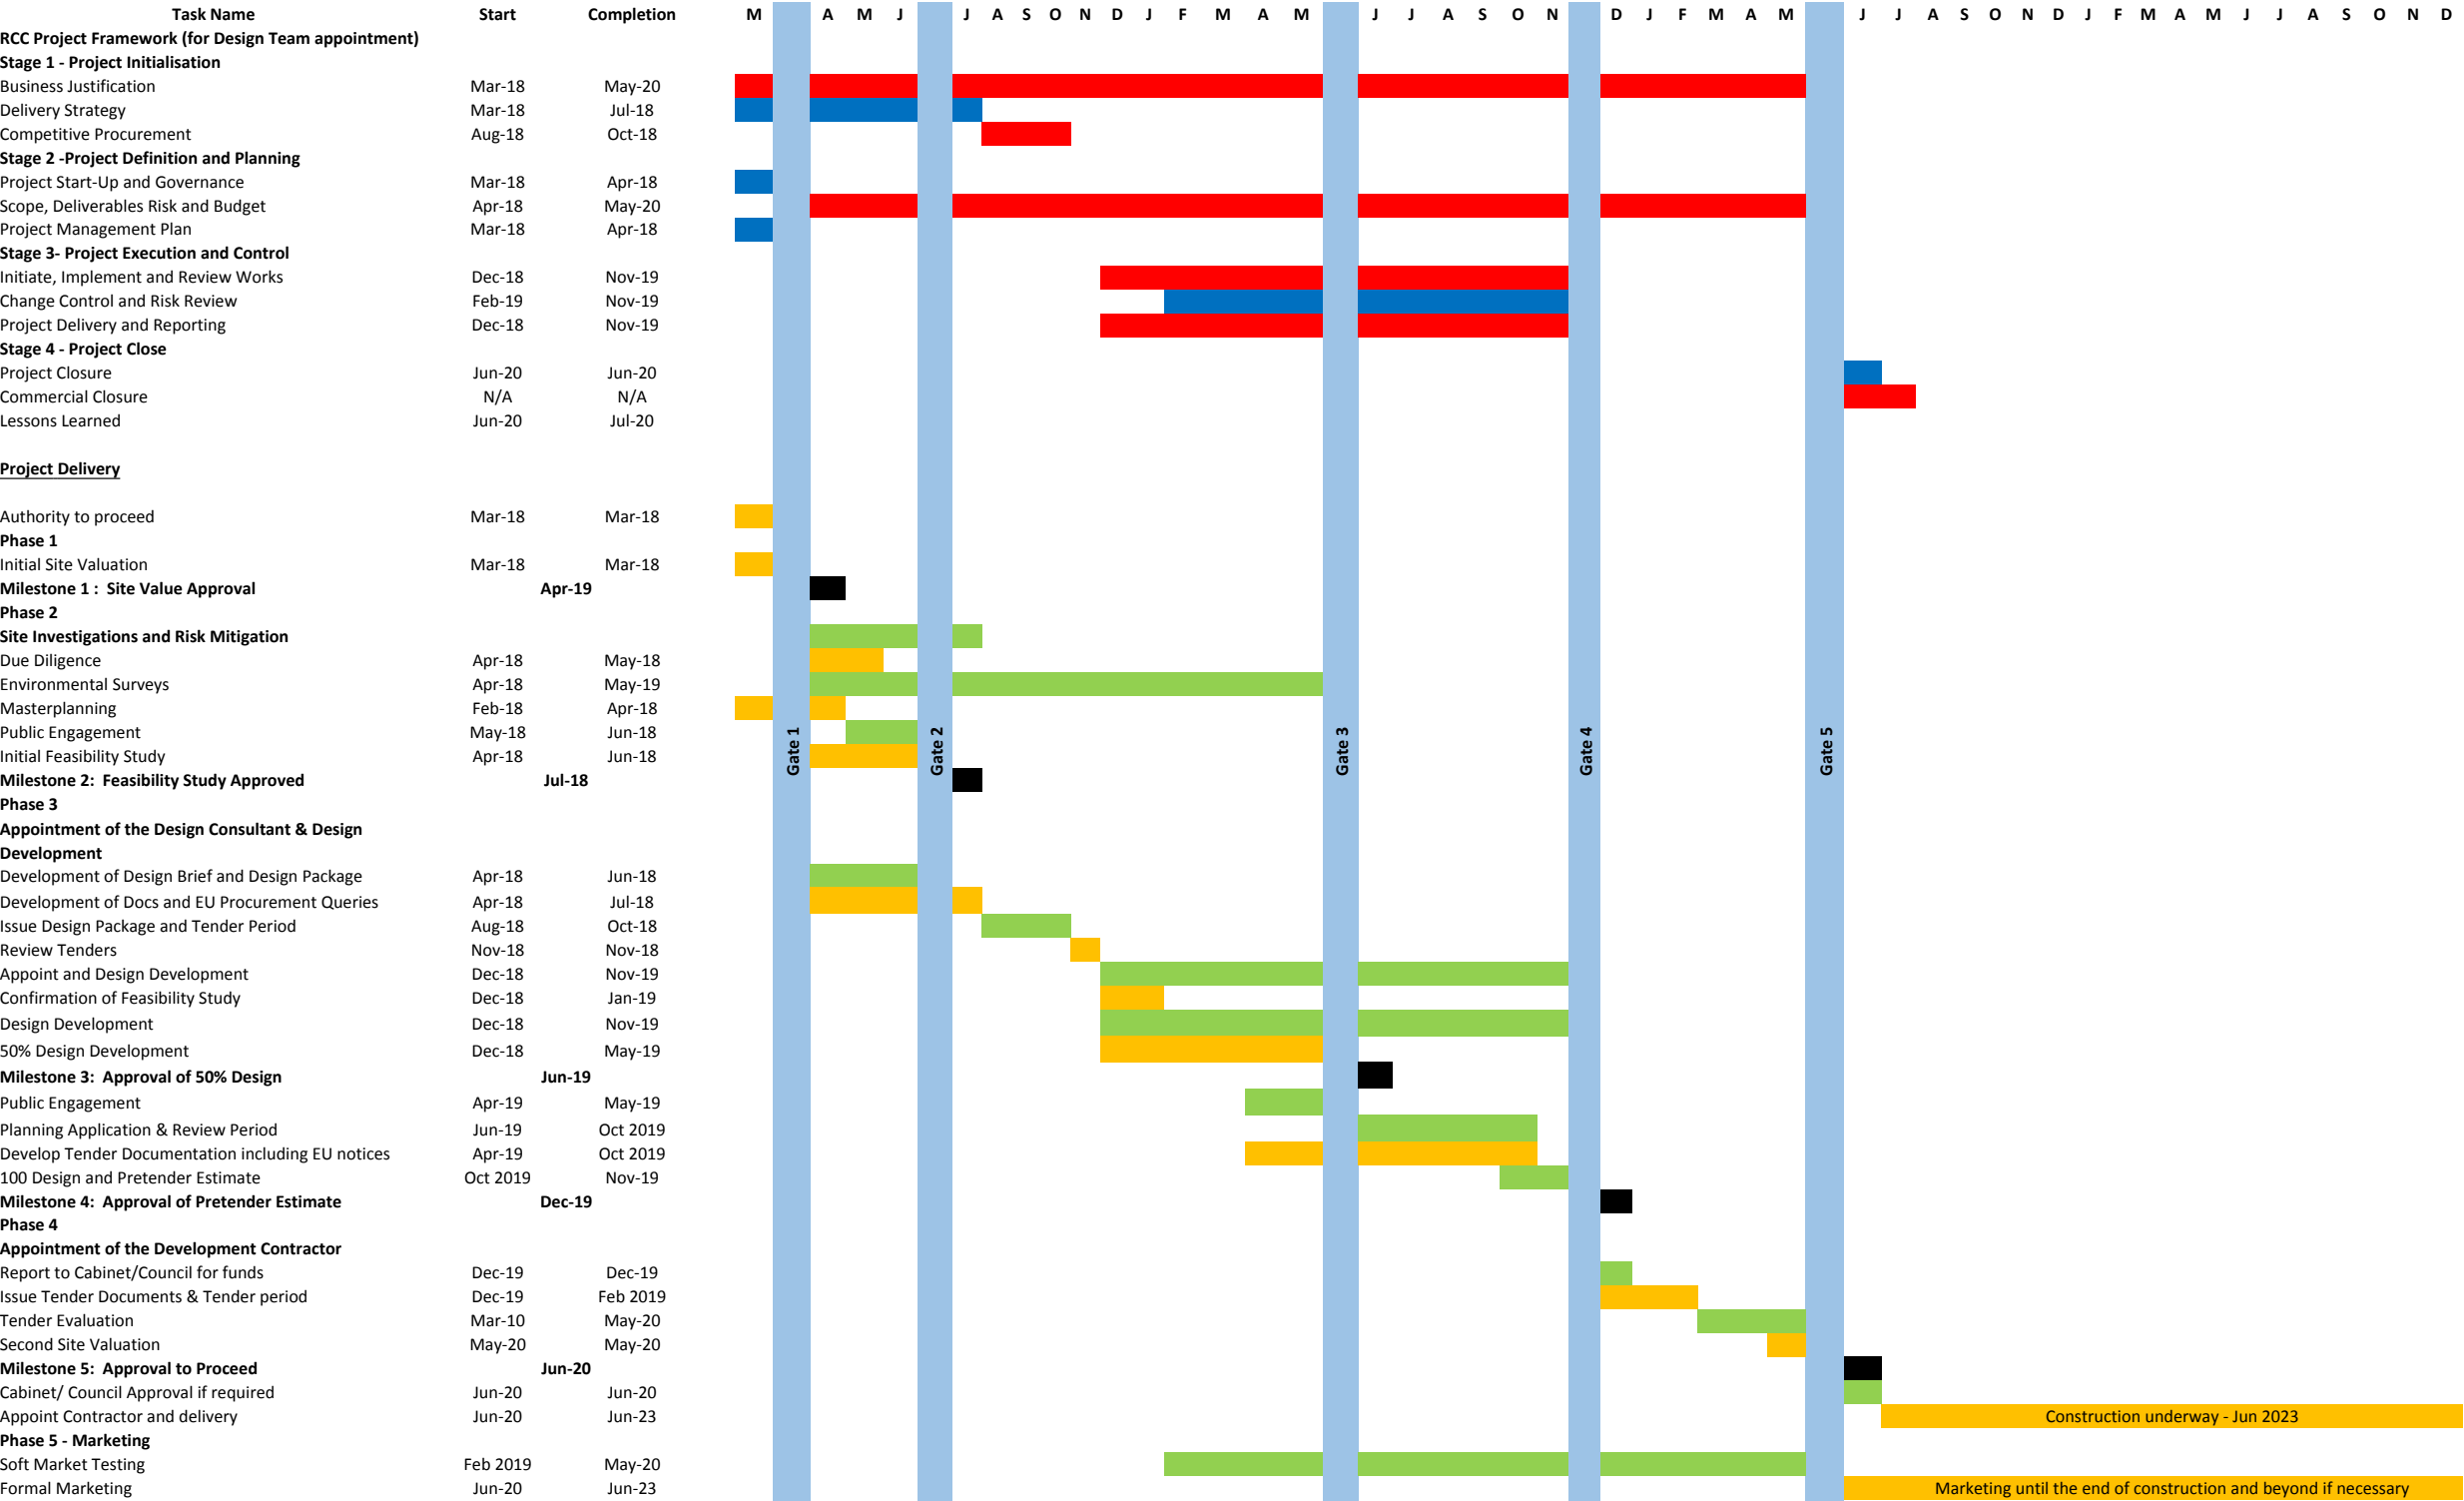 Task Name Start Completion M A M J J A S O N D J F M A M J J A S O N D J F M A M J J A S O N D J F M A M J J A S O N D
RCC Project Framework (for Design Team appointment)
Stage 1 - Project Initialisation
Business Justification Mar-18 May-20
Delivery Strategy Mar-18 Jul-18
Competitive Procurement Aug-18 Oct-18
Stage 2 -Project Definition and Planning
Project Start-Up and Governance Mar-18 Apr-18
Scope, Deliverables Risk and Budget Apr-18 May-20
Project Management Plan Mar-18 Apr-18
Stage 3- Project Execution and Control
Initiate, Implement and Review Works Dec-18 Nov-19
Change Control and Risk Review Feb-19 Nov-19
Project Delivery and Reporting Dec-18 Nov-19
Stage 4 - Project Close
Project Closure Jun-20 Jun-20
Commercial Closure N/A N/A
Lessons Learned Jun-20 Jul-20
Project Delivery
Authority to proceed Mar-18 Mar-18
Phase 1
Initial Site Valuation Mar-18 Mar-18
Milestone 1 : Site Value Approval Apr-19
Phase 2
Site Investigations and Risk Mitigation
Due Diligence Apr-18 May-18
Environmental Surveys Apr-18 May-19
Masterplanning Feb-18 Apr-18
Public Engagement May-18 Jun-18
Initial Feasibility Study Apr-18 Jun-18
Gate 1
Gate 2
Gate 3
Gate 4
Gate 5
Milestone 2: Feasibility Study Approved Jul-18
Phase 3
Appointment of the Design Consultant & Design
Development
Development of Design Brief and Design Package Apr-18 Jun-18
Development of Docs and EU Procurement Queries Apr-18 Jul-18
Issue Design Package and Tender Period Aug-18 Oct-18
Review Tenders Nov-18 Nov-18
Appoint and Design Development Dec-18 Nov-19
Confirmation of Feasibility Study Dec-18 Jan-19
Design Development Dec-18 Nov-19
50% Design Development Dec-18 May-19
Milestone 3: Approval of 50% Design Jun-19
Public Engagement Apr-19 May-19
Planning Application & Review Period Jun-19 Oct 2019
Develop Tender Documentation including EU notices Apr-19 Oct 2019
100 Design and Pretender Estimate Oct 2019 Nov-19
Milestone 4: Approval of Pretender Estimate Dec-19
Phase 4
Appointment of the Development Contractor
Report to Cabinet/Council for funds Dec-19 Dec-19
Issue Tender Documents & Tender period Dec-19 Feb 2019
Tender Evaluation Mar-10 May-20
Second Site Valuation May-20 May-20
Milestone 5: Approval to Proceed Jun-20
Cabinet/ Council Approval if required Jun-20 Jun-20
Appoint Contractor and delivery Jun-20 Jun-23 Construction underway - Jun 2023
Phase 5 - Marketing
Soft Market Testing Feb 2019 May-20
Formal Marketing Jun-20 Jun-23 Marketing until the end of construction and beyond if necessary